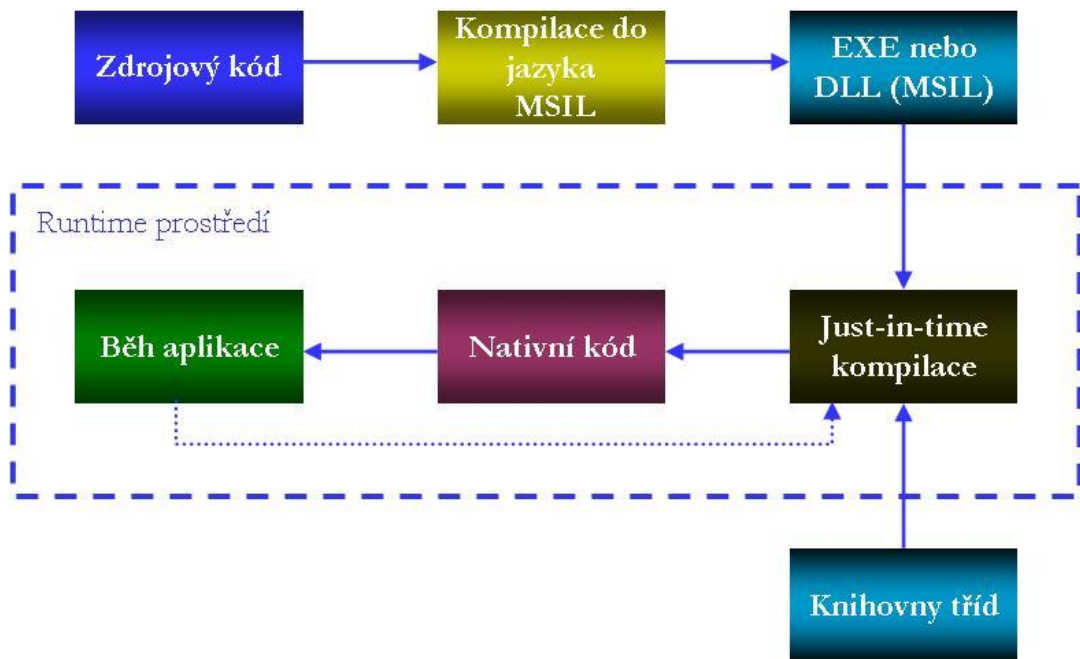 Zdrojový kód
Kompilace do
jazyka
MSIL
EXE nebo
DLL (MSIL)
Runtime prostředí
Běh aplikace
Nativní kód
Just-in-time
kompilace
Knihovny tříd